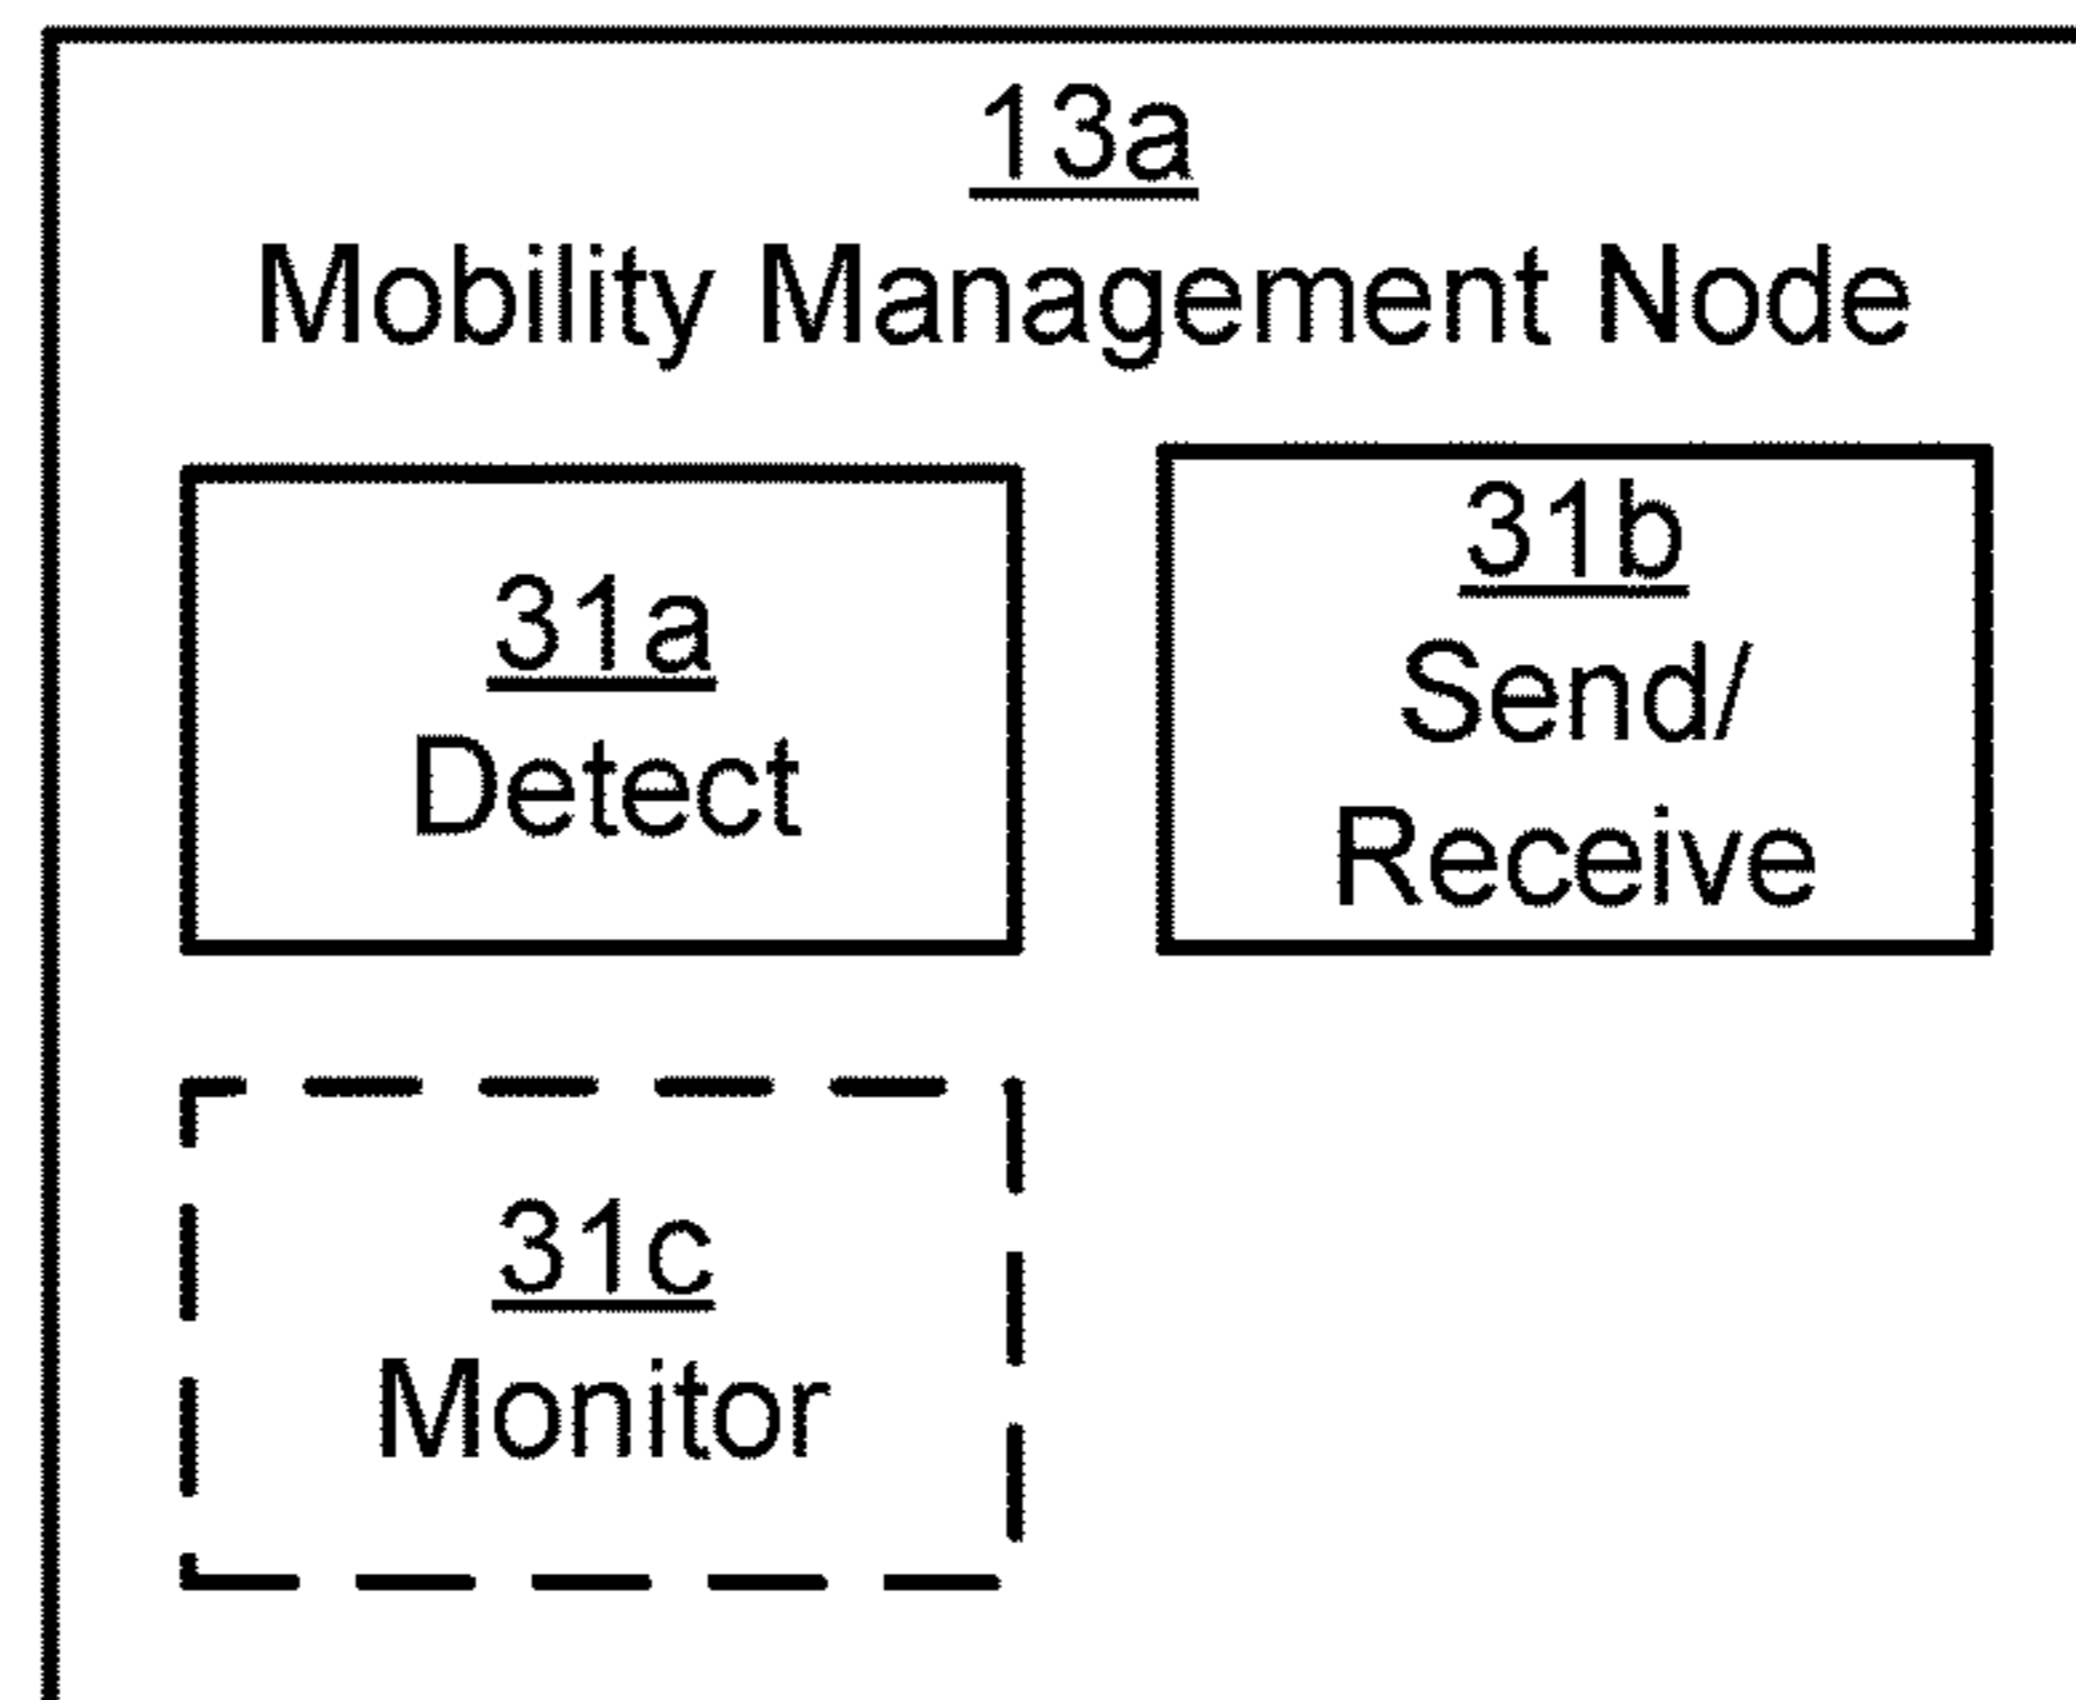 13a
Mobility Management Node
31a
Detect
31b
Send/
Receive
31c
Monitor